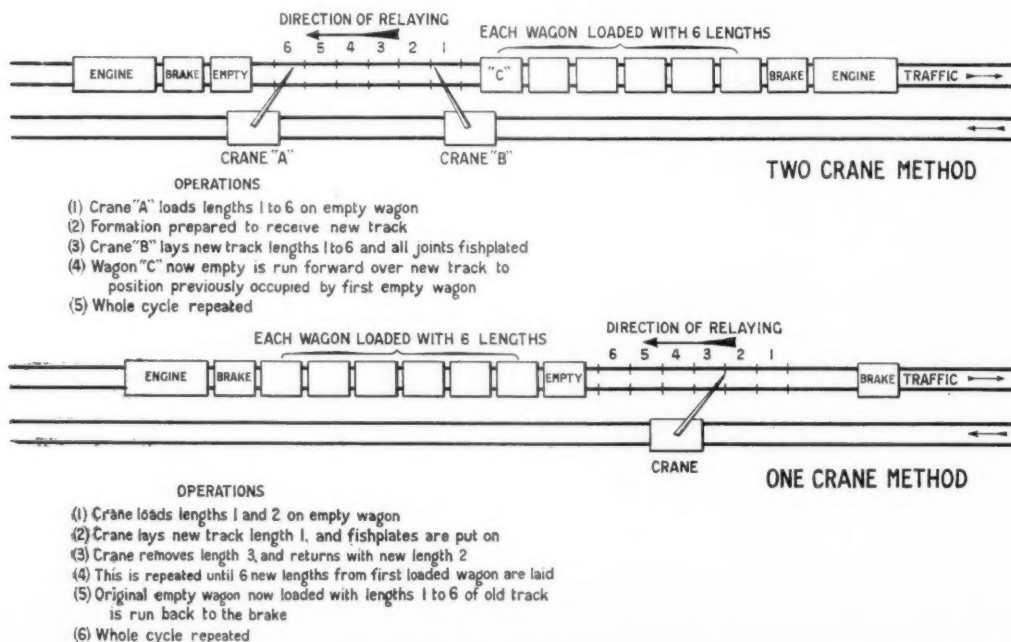 DIRECTION OF RELAYING
EACH WAGON LOADED WITH 6 LENGTHS
6 5 4 3 2 1
ENGINE BRAKE EMPTY "C" BRAKE ENGINE TRAFFIC
CRANE "A" CRANE "B"
TWO CRANE METHOD
OPERATIONS
(1) Crane "A" loads lengths 1 to 6 on empty wagon
(2) Formation prepared to receive new track
(3) Crane "B" lays new track lengths 1 to 6 and all joints fishplated
(4) Wagon "C" now empty is run forward over new track to
position previously occupied by first empty wagon
(5) Whole cycle repeated
DIRECTION OF RELAYING
EACH WAGON LOADED WITH 6 LENGTHS
6 5 4 3 2 1
ENGINE BRAKE EMPTY BRAKE TRAFFIC
CRANE
ONE CRANE METHOD
OPERATIONS
(1) Crane loads lengths 1 and 2 on empty wagon
(2) Crane lays new track length 1, and fishplates are put on
(3) Crane removes length 3, and returns with new length 2
(4) This is repeated until 6 new lengths from first loaded wagon are laid
(5) Original empty wagon now loaded with lengths 1 to 6 of old track
is run back to the brake
(6) Whole cycle repeated